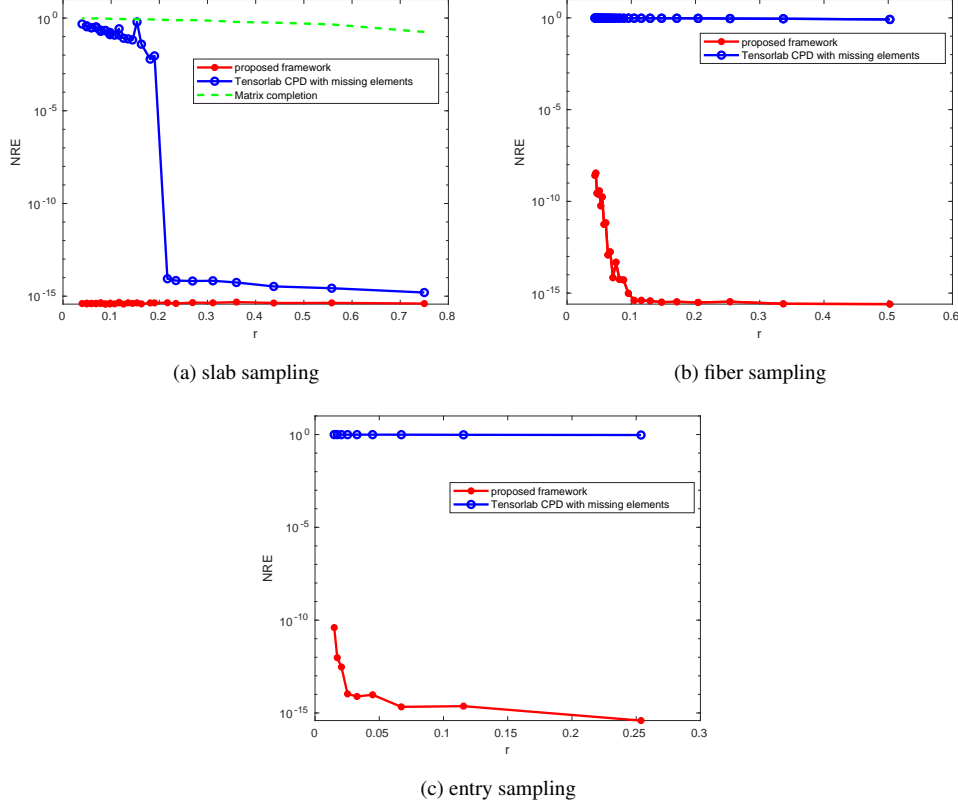 10^0
10^-5
10^-10
10^-15
NRE
0 0.1 0.2 0.3 0.4 0.5 0.6 0.7 0.8
r
proposed framework
Tensorlab CPD with missing elements
Matrix completion
(a) slab sampling
10^0
10^-5
10^-10
10^-15
NRE
0 0.1 0.2 0.3 0.4 0.5 0.6
r
proposed framework
Tensorlab CPD with missing elements
(b) fiber sampling
10^0
10^-5
10^-10
10^-15
NRE
0 0.05 0.1 0.15 0.2 0.25 0.3
r
proposed framework
Tensorlab CPD with missing elements
(c) entry sampling